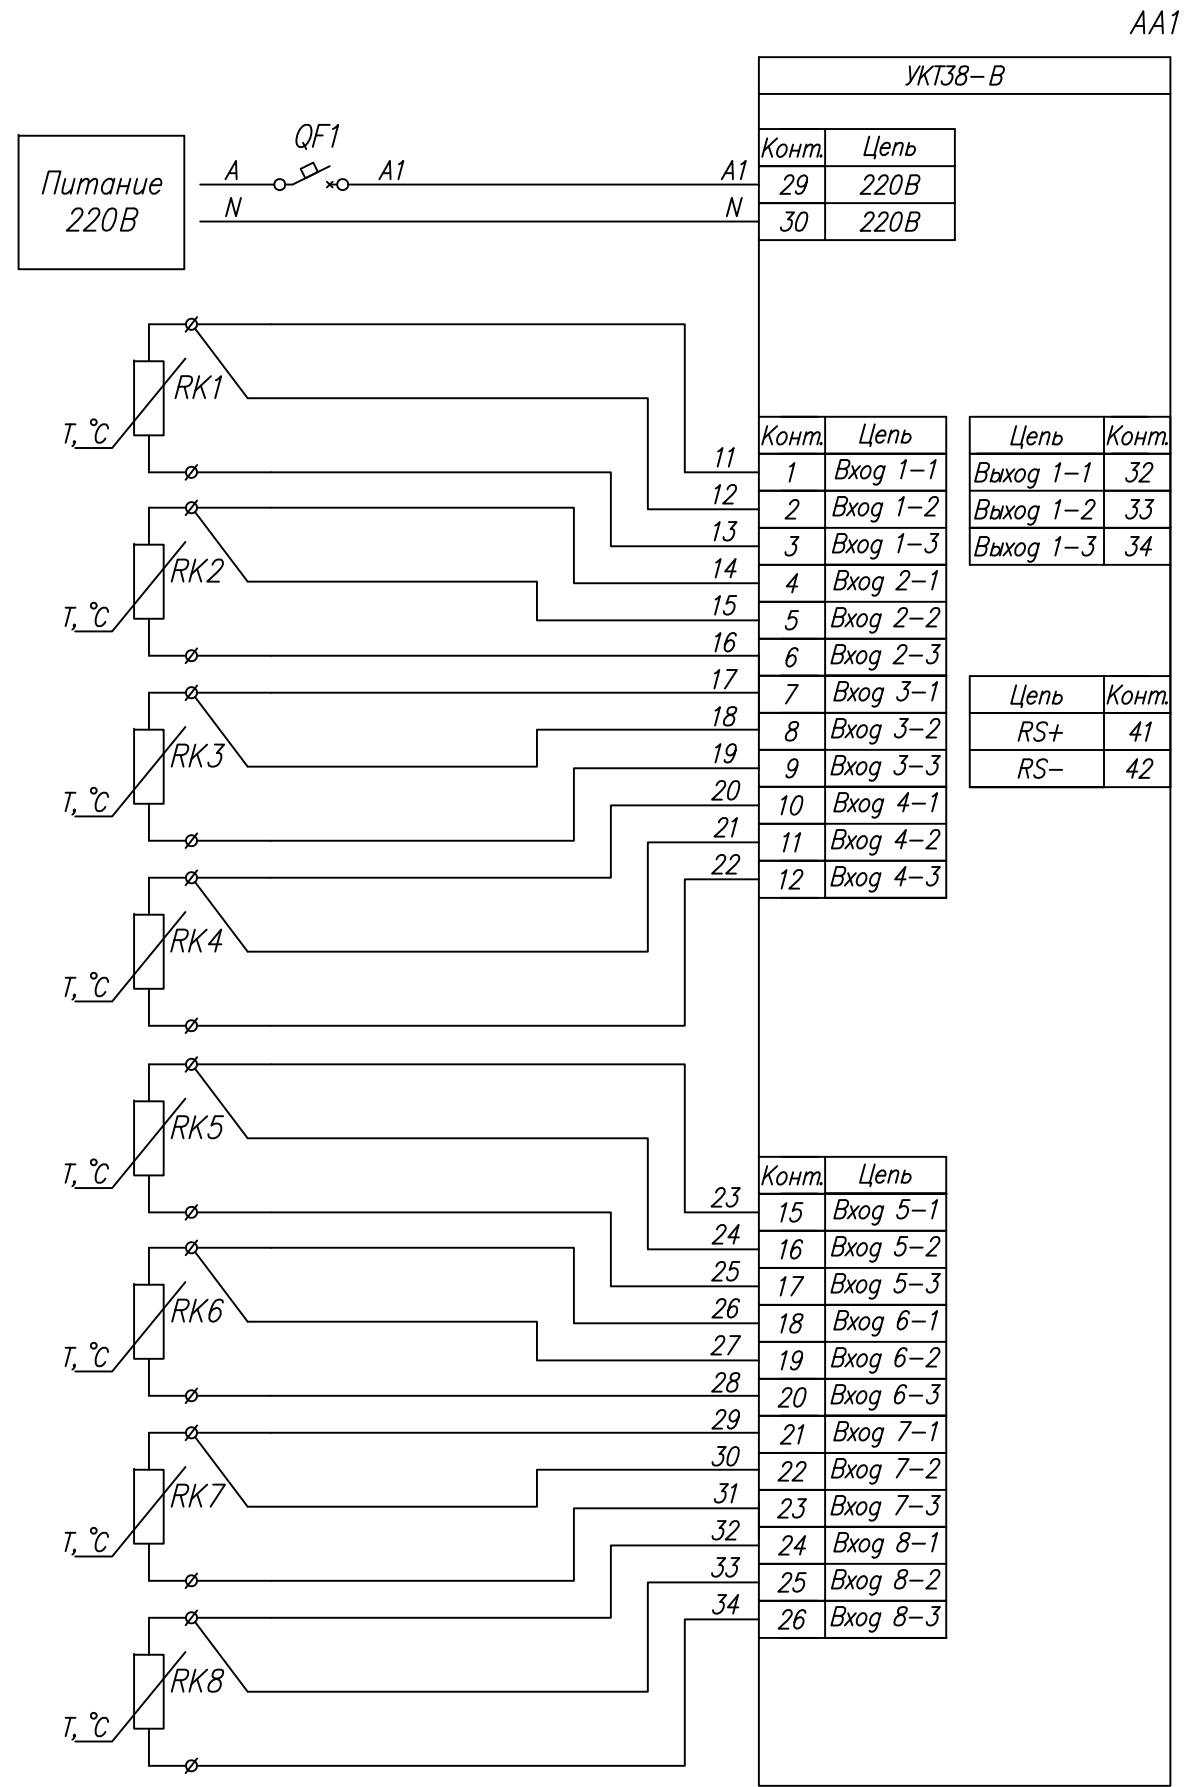 AA1
УКТ38-В
QF1
Питание
220В
A
A1
A1
N
N
Конт. Цепь
29 220В
30 220В
RK1
T, °C
RK2
T, °C
RK3
T, °C
RK4
T, °C
RK5
T, °C
RK6
T, °C
RK7
T, °C
RK8
T, °C
11
12
13
14
15
16
17
18
19
20
21
22
Конт. Цепь
1 Вход 1-1
2 Вход 1-2
3 Вход 1-3
4 Вход 2-1
5 Вход 2-2
6 Вход 2-3
7 Вход 3-1
8 Вход 3-2
9 Вход 3-3
10 Вход 4-1
11 Вход 4-2
12 Вход 4-3
Цепь Конт.
Выход 1-1 32
Выход 1-2 33
Выход 1-3 34
Цепь Конт.
RS+ 41
RS- 42
23
24
25
26
27
28
29
30
31
32
33
34
Конт. Цепь
15 Вход 5-1
16 Вход 5-2
17 Вход 5-3
18 Вход 6-1
19 Вход 6-2
20 Вход 6-3
21 Вход 7-1
22 Вход 7-2
23 Вход 7-3
24 Вход 8-1
25 Вход 8-2
26 Вход 8-3